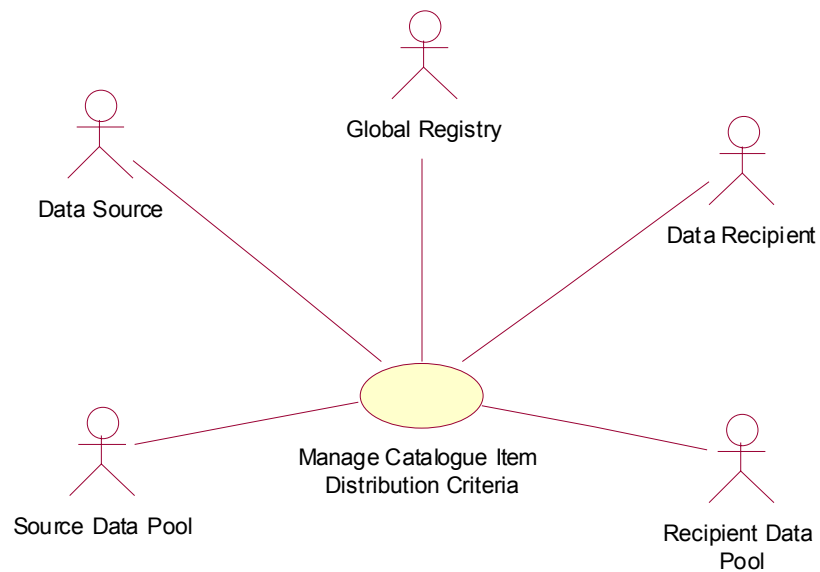 Global Registry
Data Source
Data Recipient
Manage Catalogue Item
Distribution Criteria
Source Data Pool
Recipient Data
Pool